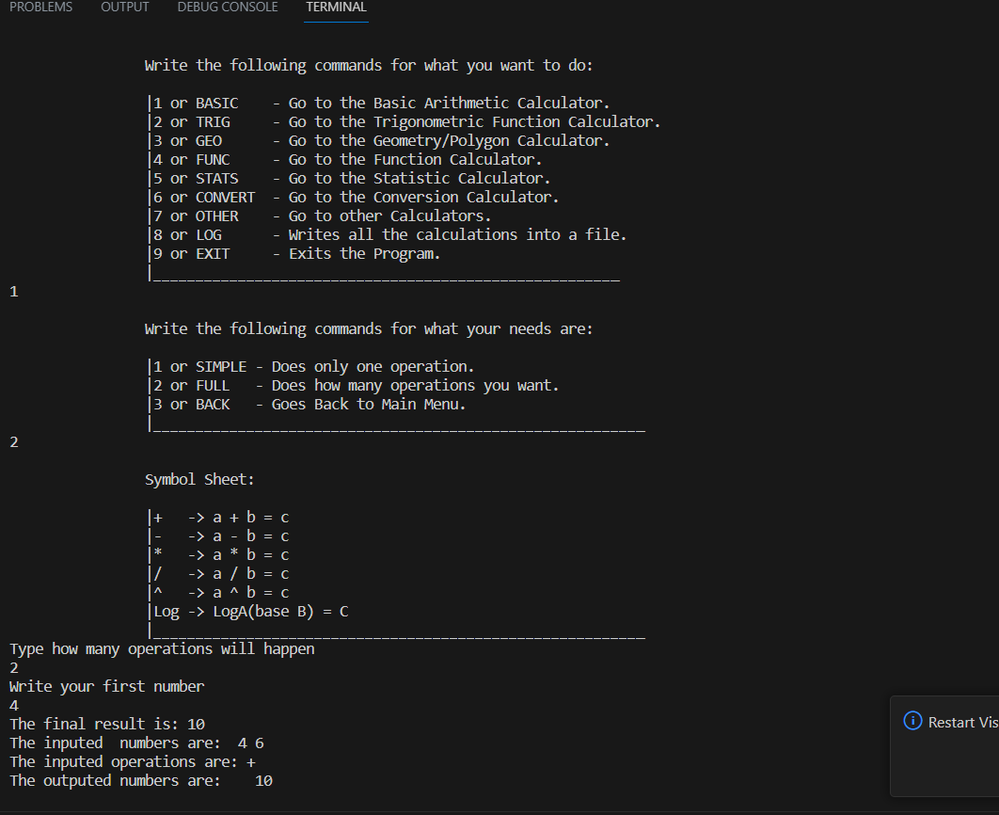 PROBLEMS OUTPUT DEBUG CONSOLE TERMINAL
Write the following commands for what you want to do:
|1 or BASIC    - Go to the Basic Arithmetic Calculator.
|2 or TRIG     - Go to the Trigonometric Function Calculator.
|3 or GEO      - Go to the Geometry/Polygon Calculator.
|4 or FUNC     - Go to the Function Calculator.
|5 or STATS    - Go to the Statistic Calculator.
|6 or CONVERT  - Go to the Conversion Calculator.
|7 or OTHER    - Go to other Calculators.
|8 or LOG      - Writes all the calculations into a file.
|9 or EXIT     - Exits the Program.
|_______________________________________________________
1
Write the following commands for what your needs are:
|1 or SIMPLE - Does only one operation.
|2 or FULL   - Does how many operations you want.
|3 or BACK   - Goes Back to Main Menu.
|__________________________________________________________
2
Symbol Sheet:
|+   -> a + b = c
|-   -> a - b = c
|*   -> a * b = c
|/   -> a / b = c
|^   -> a ^ b = c
|Log -> LogA(base B) = C
|__________________________________________________________
Type how many operations will happen
2
Write your first number
4
The final result is: 10
The inputed  numbers are:  4 6
The inputed operations are: +
The outputed numbers are:    10
Restart Vis